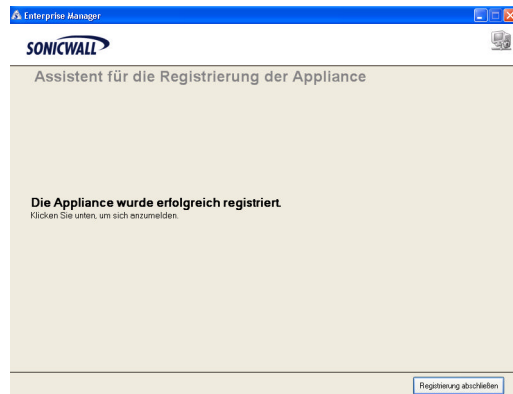 Enterprise Manager
SONICWALL
Assistent für die Registrierung der Appliance
Die Appliance wurde erfolgreich registriert.
Klicken Sie unten, um sich anzumelden.
Registrierung abschließen